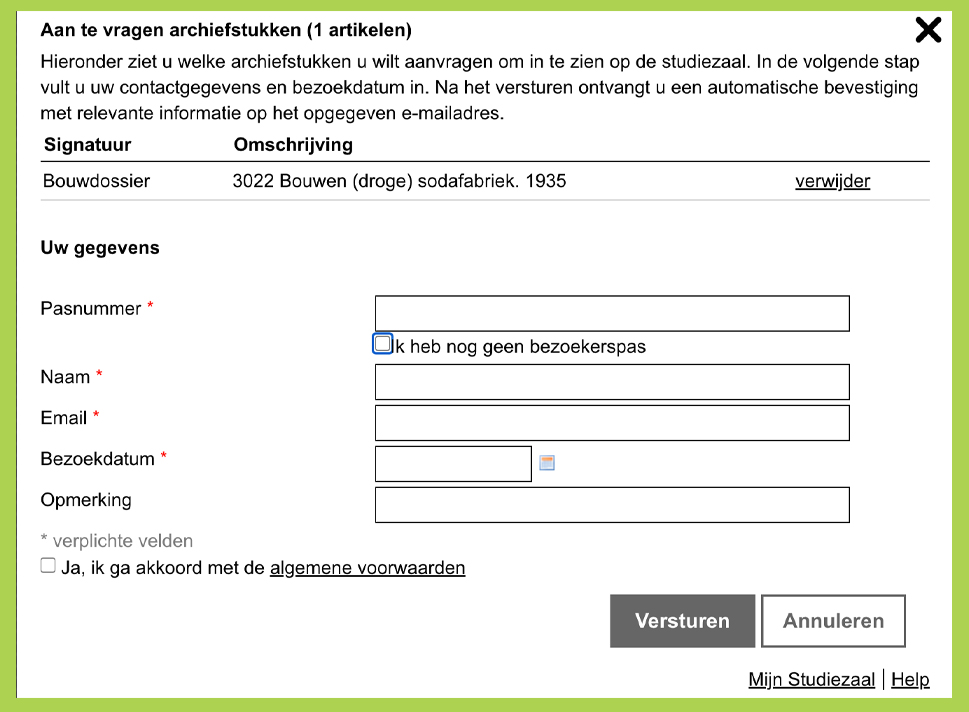 Aan te vragen archiefstukken (1 artikelen)
Hieronder ziet u welke archiefstukken u wilt aanvragen om in te zien op de studiezaal. In de volgende stap
vult u uw contactgegevens en bezoekdatum in. Na het versturen ontvangt u een automatische bevestiging
met relevante informatie op het opgegeven e-mailadres.
Signatuur Omschrijving
Bouwdossier 3022 Bouwen (droge) sodafabriek. 1935 verwijder
Uw gegevens
Pasnummer *
Ik heb nog geen bezoekerspas
Naam *
Email *
Bezoekdatum *
Opmerking
* verplichte velden
Ja, ik ga akkoord met de algemene voorwaarden
Versturen Annuleren
Mijn Studiezaal | Help